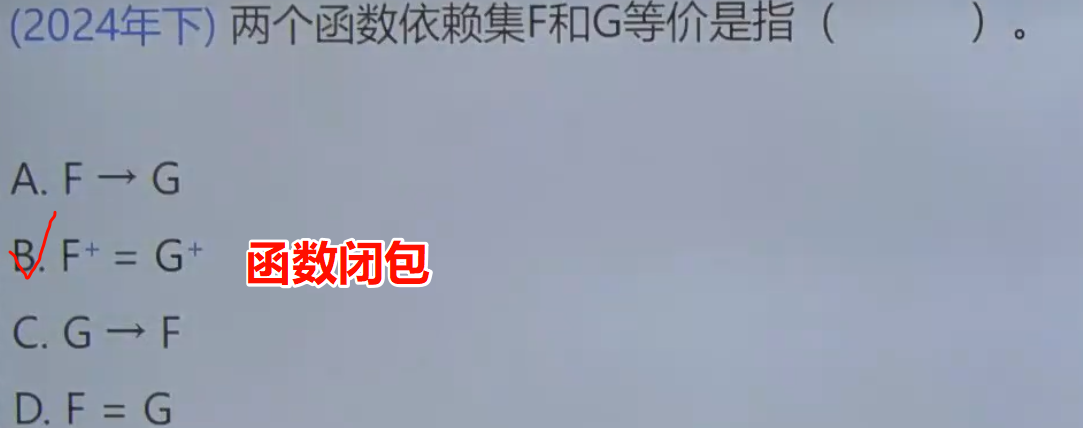 (2024年下) 两个函数依赖集F和G等价是指（ ）。
A. F → G
B. F⁺ = G⁺ 函数闭包
C. G → F
D. F = G